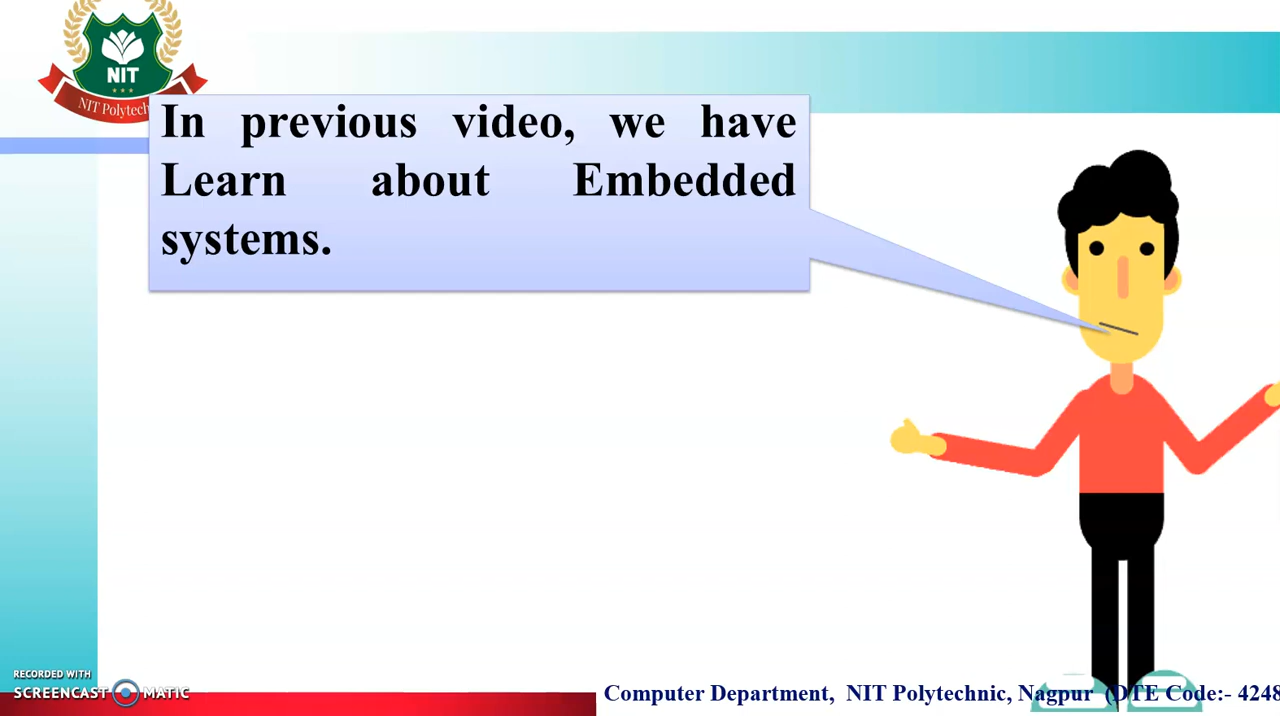 NIT
NIT Polytech
In previous video, we have
Learn about Embedded
systems.
RECORDED WITH
SCREENCAST MATIC
Computer Department, NIT Polytechnic, Nagpur (DTE Code:- 4248